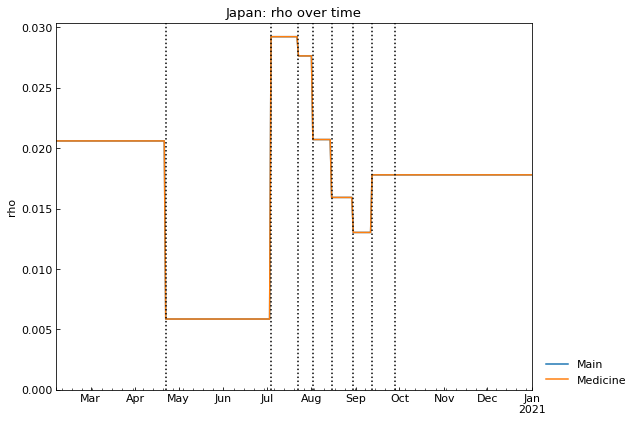 Japan: rho over time
0.030
0.025
0.020
0.015
0.010
0.005
0.000
rho
Mar Apr May Jun Jul Aug Sep Oct Nov Dec Jan
2021
Main
Medicine